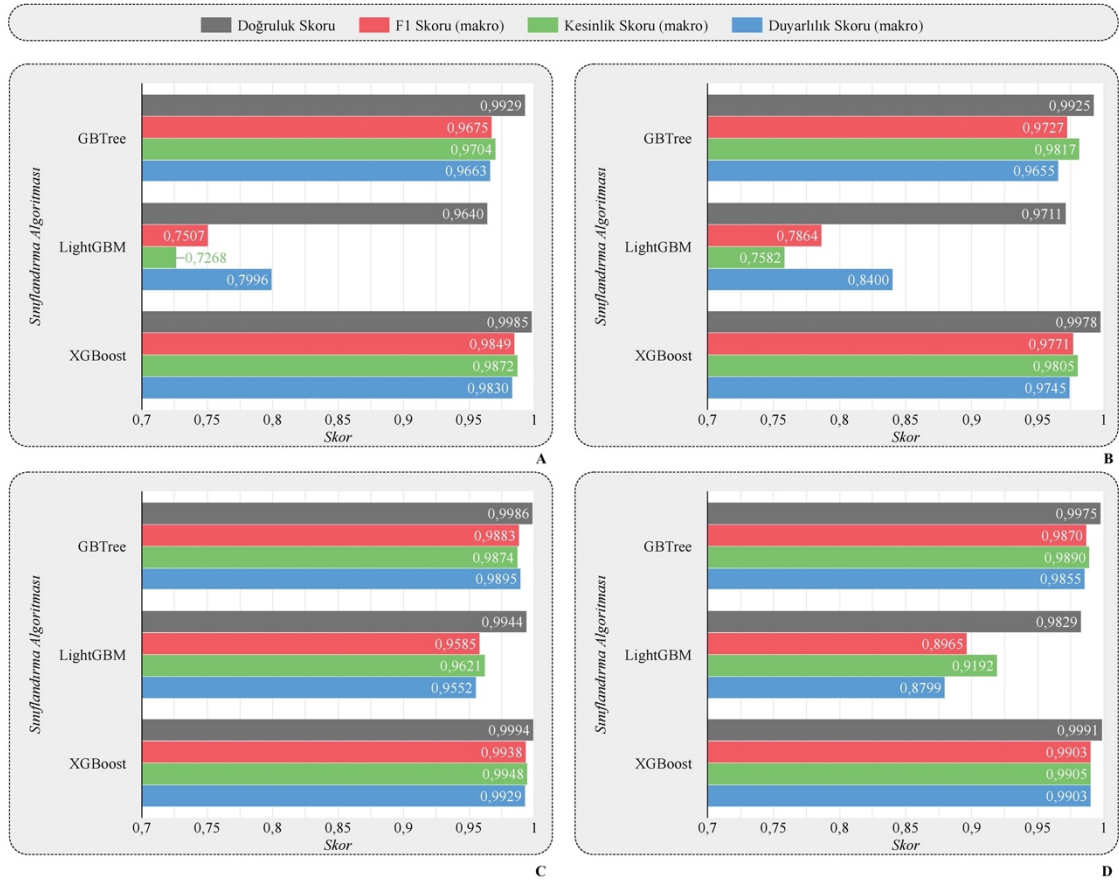 Doğruluk Skoru F1 Skoru (makro) Kesinlik Skoru (makro) Duyarlılık Skoru (makro)
Sınıflandırma Algoritması
GBTree
0,9929
0,9675
0,9704
0,9663
LightGBM
0,9640
0,7507
0,7268
0,7996
XGBoost
0,9985
0,9849
0,9872
0,9830
0,7 0,75 0,8 0,85 0,9 0,95 1
Skor
A
Sınıflandırma Algoritması
GBTree
0,9925
0,9727
0,9817
0,9655
LightGBM
0,9711
0,7864
0,7582
0,8400
XGBoost
0,9978
0,9771
0,9805
0,9745
0,7 0,75 0,8 0,85 0,9 0,95 1
Skor
B
Sınıflandırma Algoritması
GBTree
0,9986
0,9883
0,9874
0,9895
LightGBM
0,9944
0,9585
0,9621
0,9552
XGBoost
0,9994
0,9938
0,9948
0,9929
0,7 0,75 0,8 0,85 0,9 0,95 1
Skor
C
Sınıflandırma Algoritması
GBTree
0,9975
0,9870
0,9890
0,9855
LightGBM
0,9829
0,8965
0,9192
0,8799
XGBoost
0,9991
0,9903
0,9905
0,9903
0,7 0,75 0,8 0,85 0,9 0,95 1
Skor
D